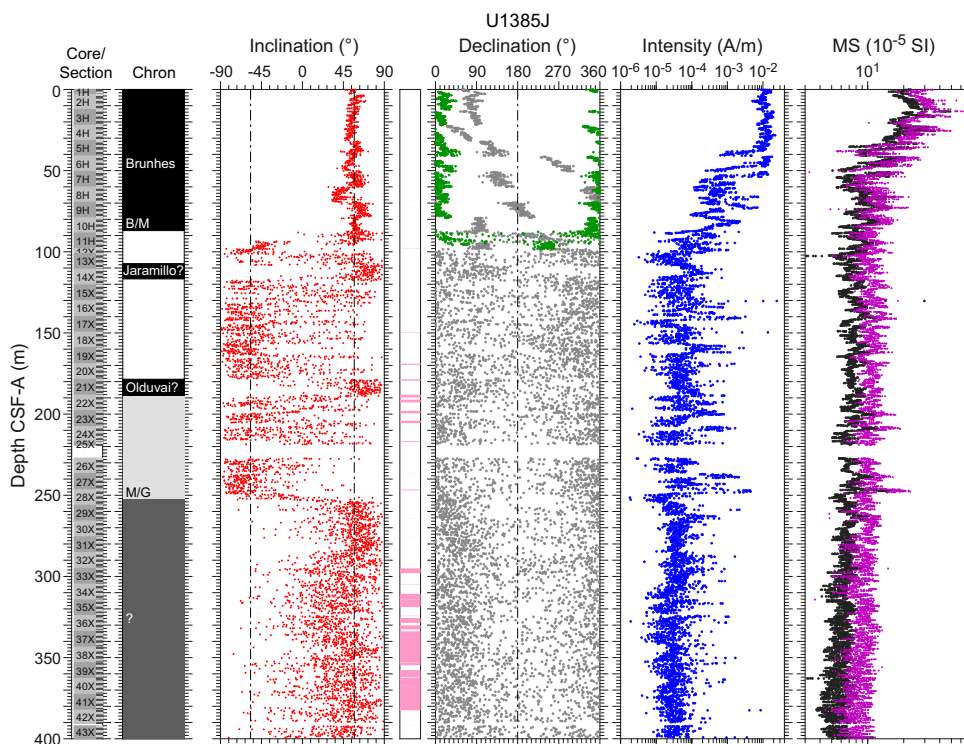 U1385J
Core/
Section
Chron
Inclination (°)
Declination (°)
Intensity (A/m)
MS (10-5 SI)
-90 -45 0 45 90
0 90 270 360
10-6 10-5 10-4 10-3 10-2
101
180
Depth CSF-A (m)
0
50
100
150
200
250
300
350
400
1H
2H
3H
4H
5H
6H
7H
8H
9H
10H
11H
12X
13X
14X
15X
16X
17X
18X
19X
20X
21X
22X
23X
24X
25X
26X
27X
28X
29X
30X
31X
32X
33X
34X
35X
36X
37X
38X
39X
40X
41X
42X
43X
Brunhes
B/M
Jaramillo?
Olduvai?
M/G
?